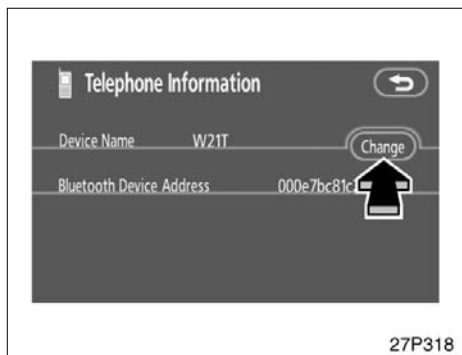 Telephone Information
Device Name W21T Change
Bluetooth Device Address 000e7bc81c
27P318